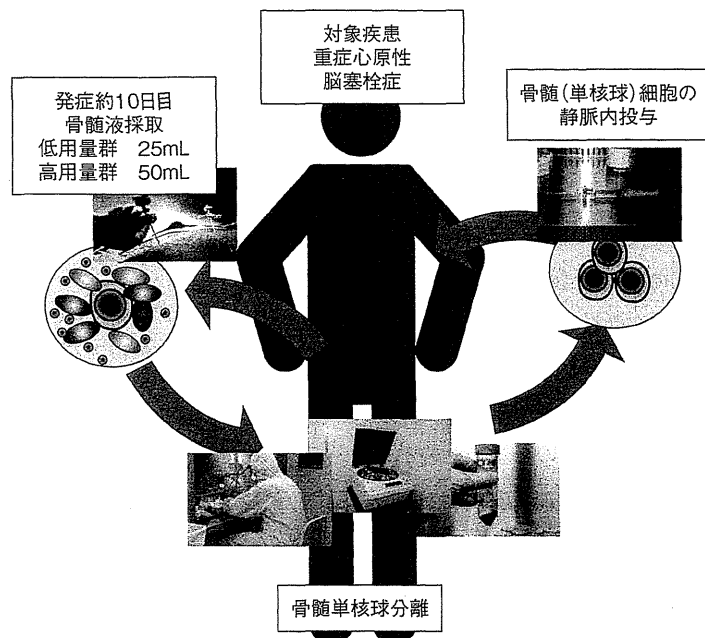 対象疾患
重症心原性
脳塞栓症
発症約10日目
骨髄液採取
低用量群　25mL
高用量群　50mL
骨髄(単核球)細胞の
静脈内投与
骨髄単核球分離